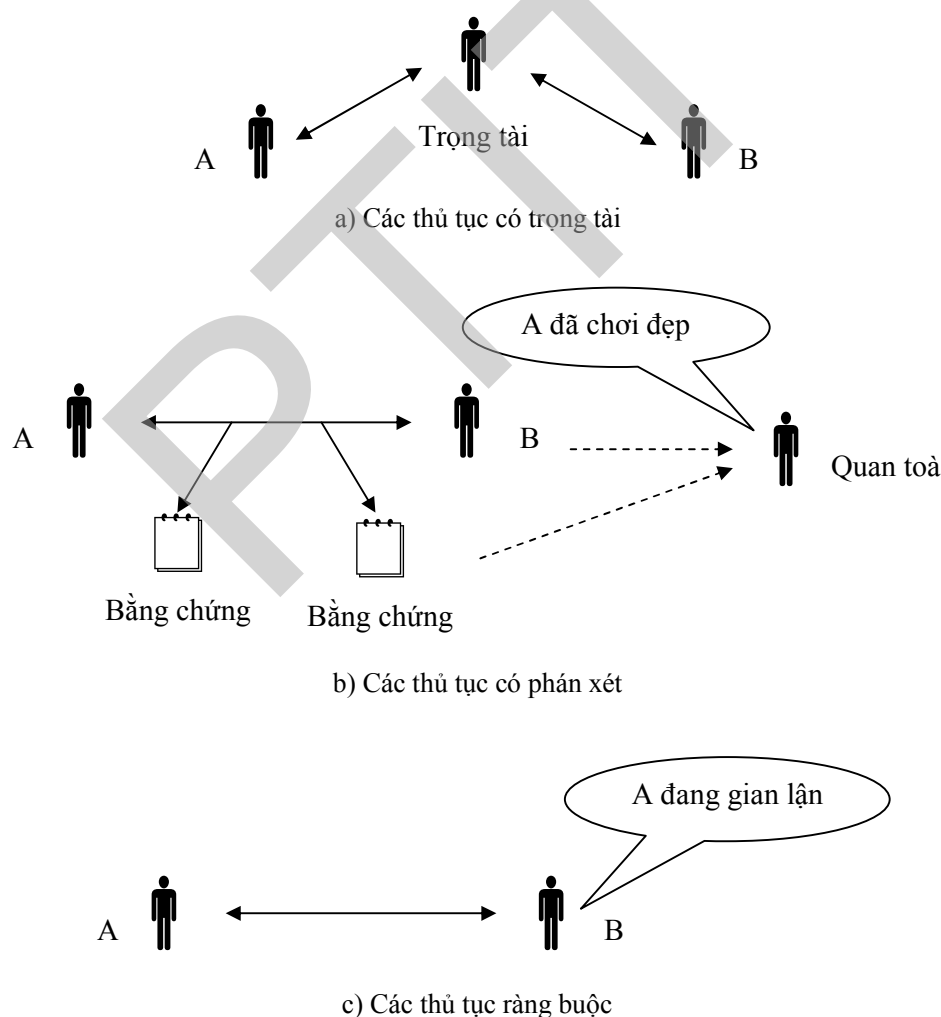 Trọng tài
A
B
a) Các thủ tục có trọng tài
A đã chơi đẹp
A
B
Quan toà
Bằng chứng
Bằng chứng
b) Các thủ tục có phán xét
A đang gian lận
A
B
c) Các thủ tục ràng buộc
PTIT